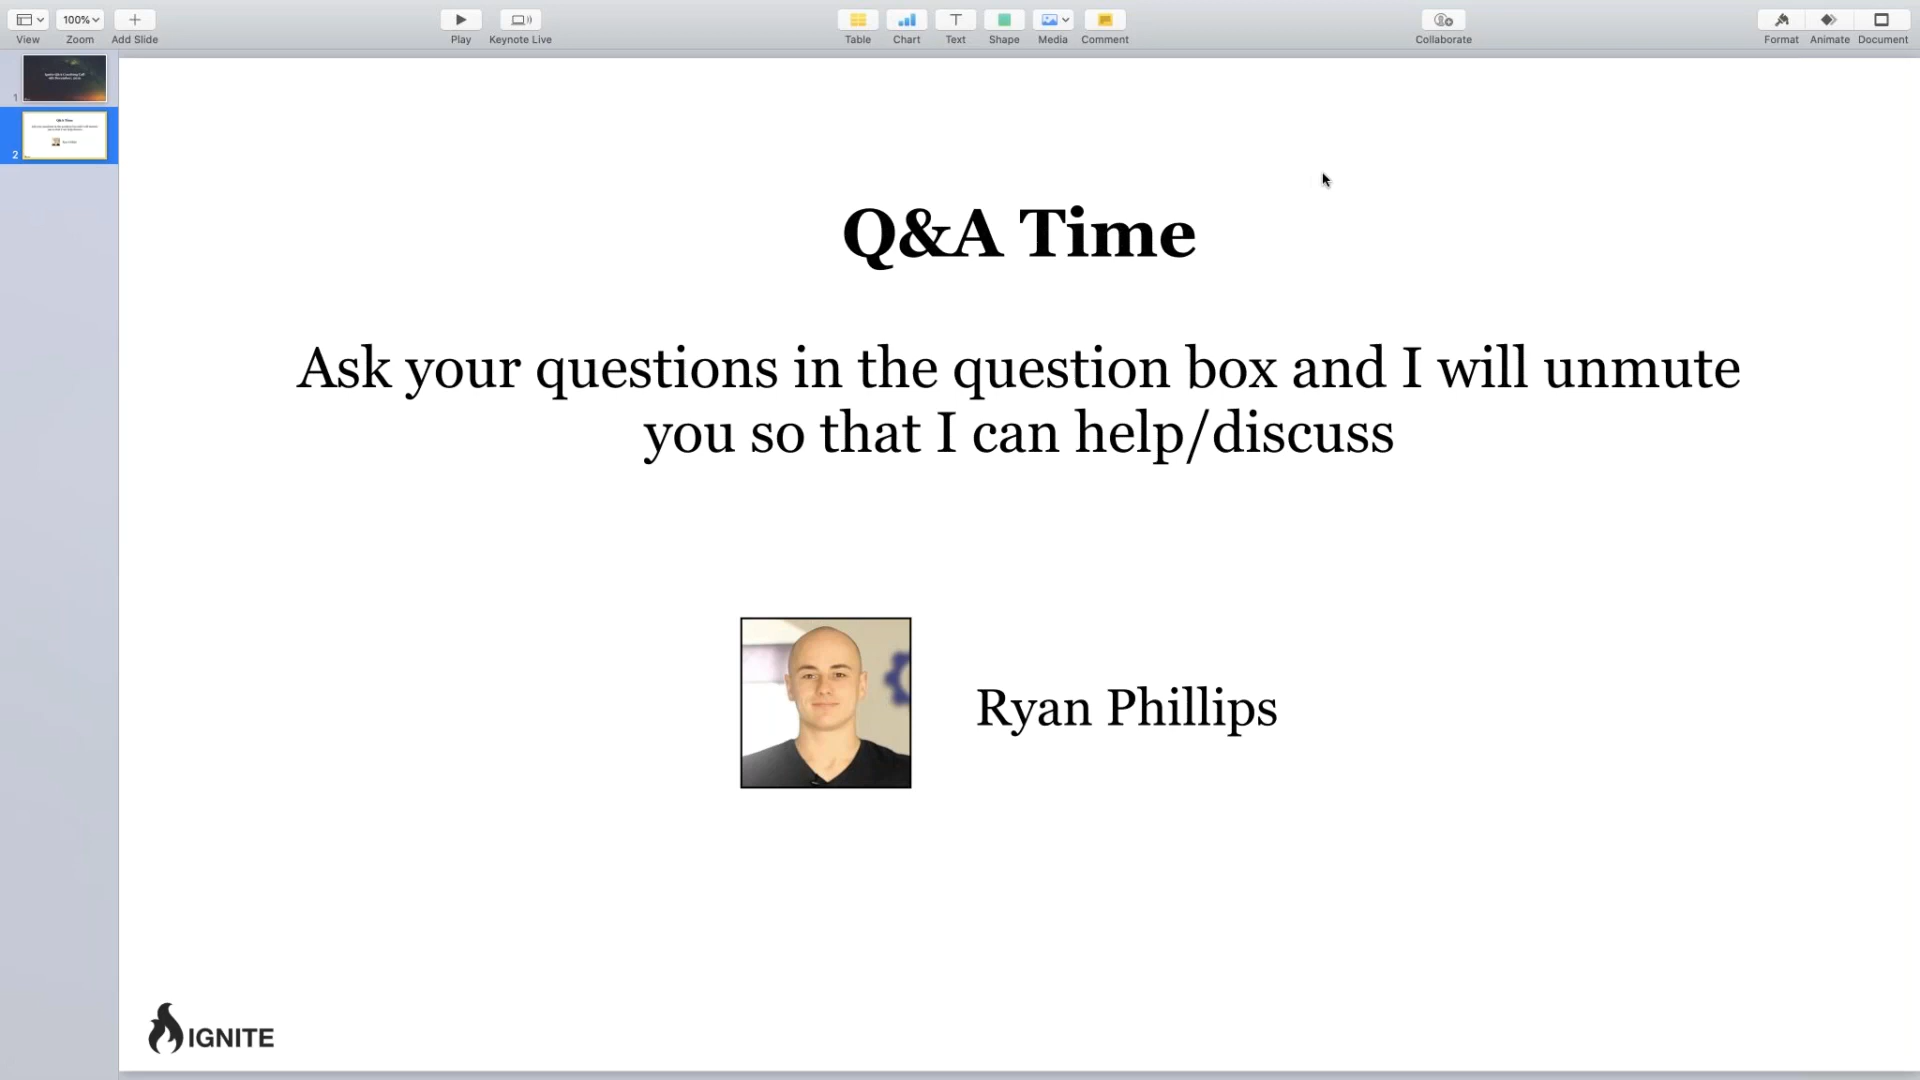 100%
View
Zoom
Add Slide
Play
Keynote Live
Table
Chart
Text
Shape
Media
Comment
Collaborate
Format
Animate
Document
1
2
Q&A Time
Ask your questions in the question box and I will unmute
you so that I can help/discuss
Ryan Phillips
IGNITE